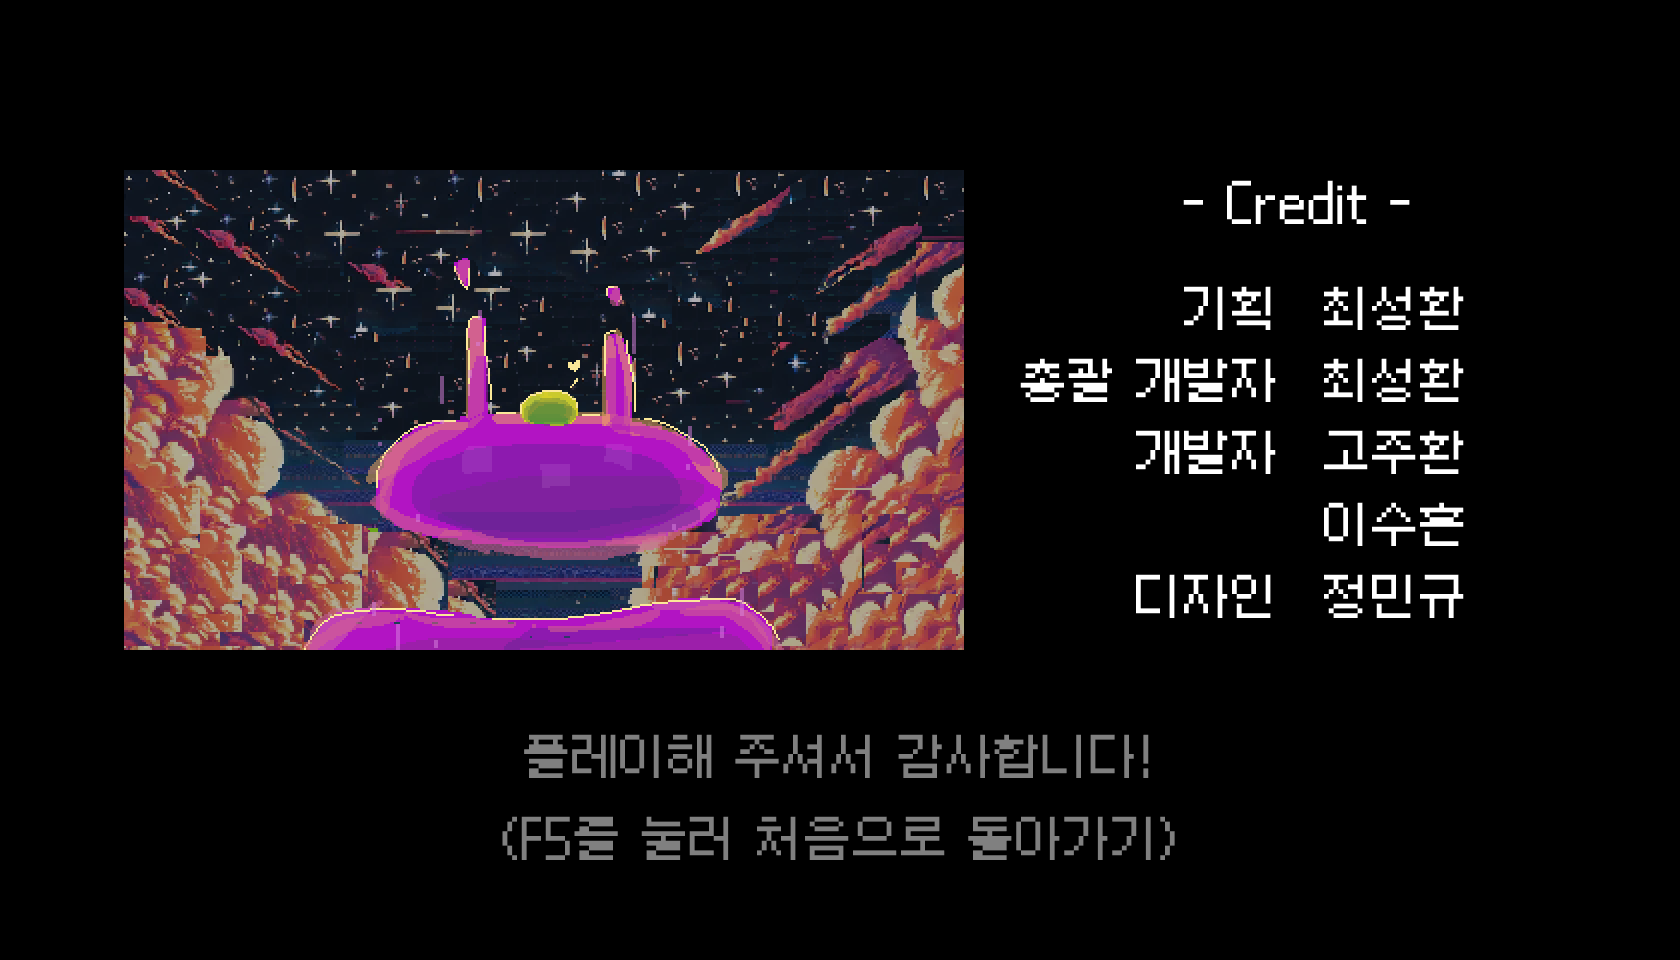 - Credit -
기획 최성환
총괄 개발자 최성환
개발자 고주환
이수흔
디자인 정민규
플레이해 주셔서 감사합니다!
(F5를 눌러 처음으로 돌아가기)